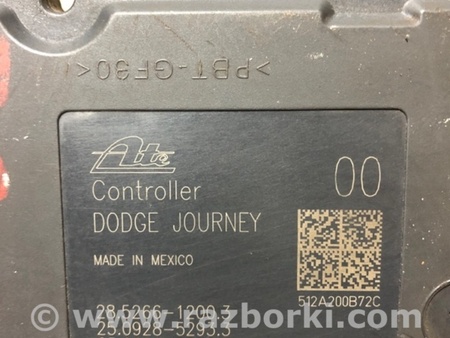 >PBT-GF30<
Ate
Controller
00
DODGE JOURNEY
MADE IN MEXICO
512A200B72C
28.5266-1200.3
25.0928-5293.3
www.razborki.com